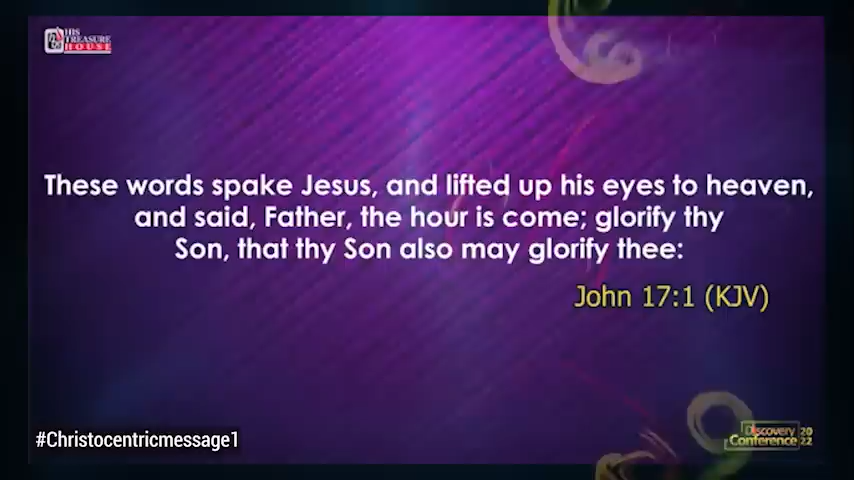 HIS
TREASURE
HOUSE
These words spake Jesus, and lifted up his eyes to heaven,
and said, Father, the hour is come; glorify thy
Son, that thy Son also may glorify thee:
John 17:1 (KJV)
#Christocentricmessage1
Discovery
Conference
20
22